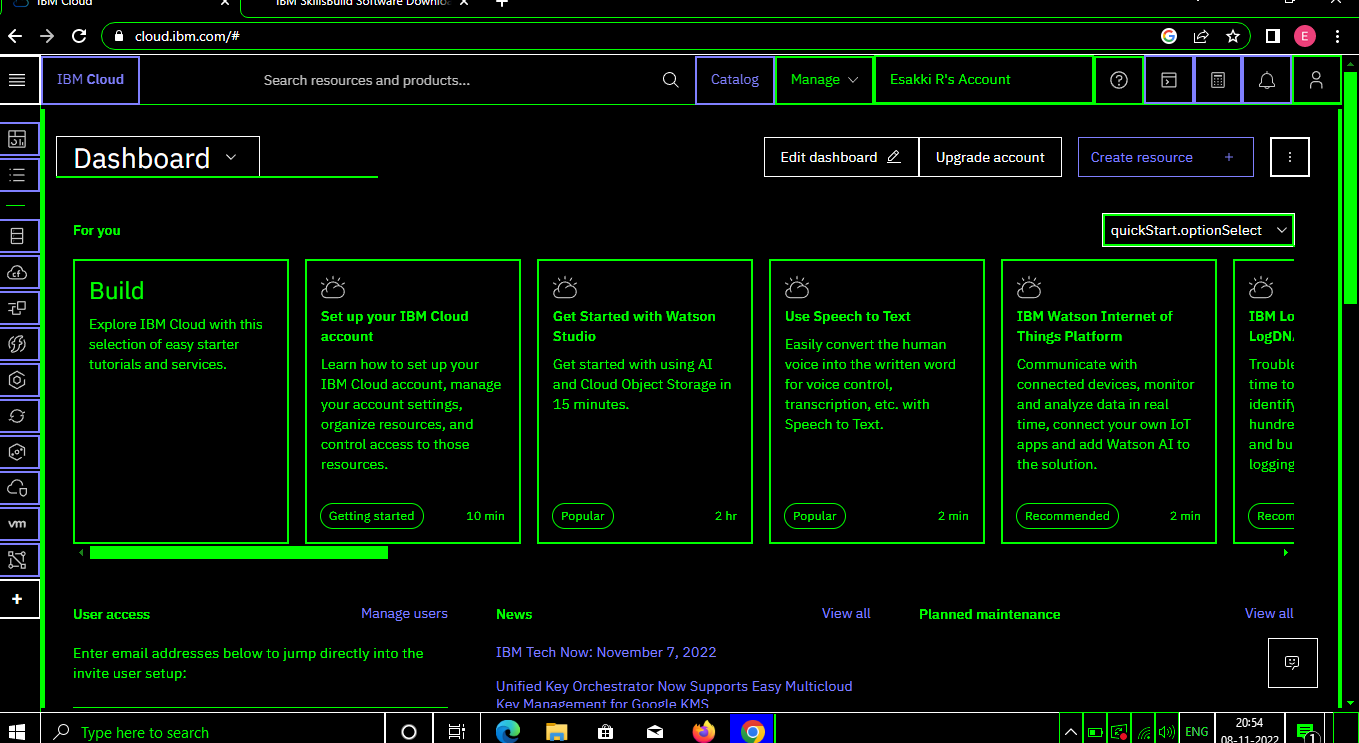 IBM Cloud
IBM SkillsBuild Software Downlo
cloud.ibm.com/#
E
IBM Cloud
Search resources and products...
Catalog
Manage
Esakki R's Account
Dashboard
Edit dashboard
Upgrade account
Create resource +
For you
quickStart.optionSelect
Build
Explore IBM Cloud with this
selection of easy starter
tutorials and services.
Set up your IBM Cloud
account
Learn how to set up your
IBM Cloud account, manage
your account settings,
organize resources, and
control access to those
resources.
Getting started
10 min
Get Started with Watson
Studio
Get started with using AI
and Cloud Object Storage in
15 minutes.
Popular
2 hr
Use Speech to Text
Easily convert the human
voice into the written word
for voice control,
transcription, etc. with
Speech to Text.
Popular
2 min
IBM Watson Internet of
Things Platform
Communicate with
connected devices, monitor
and analyze data in real
time, connect your own IoT
apps and add Watson AI to
the solution.
Recommended
2 min
IBM Lo
LogDN
Trouble
time to
identify
hundre
and bu
logging
Recom
vm
User access
Manage users
Enter email addresses below to jump directly into the
invite user setup:
News
View all
IBM Tech Now: November 7, 2022
Unified Key Orchestrator Now Supports Easy Multicloud
Key Management for Google KMS
Planned maintenance
View all
Type here to search
ENG
20:54
08-11-2022
1